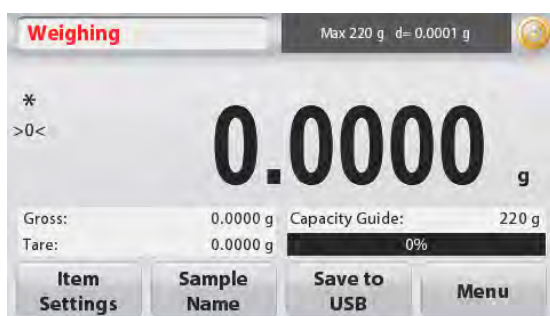 Weighing
Max 220 g d= 0.0001 g
*
>0<
0.0000 g
Gross: 0.0000 g Capacity Guide: 220 g
Tare: 0.0000 g 0%
Item Settings
Sample Name
Save to USB
Menu